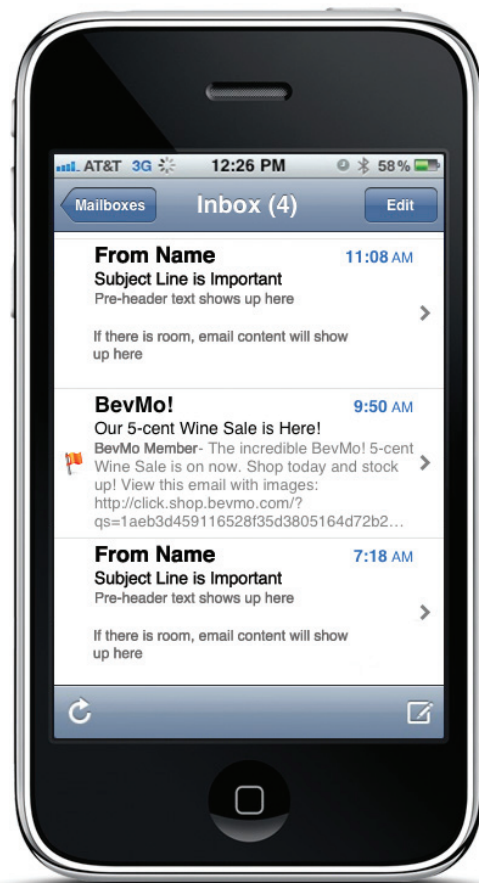 AT&T 3G 12:26 PM 58%
Mailboxes Inbox (4) Edit
From Name 11:08 AM
Subject Line is Important
Pre-header text shows up here
If there is room, email content will show
up here
BevMo! 9:50 AM
Our 5-cent Wine Sale is Here!
BevMo Member- The incredible BevMo! 5-cent
Wine Sale is on now. Shop today and stock
up! View this email with images:
http://click.shop.bevmo.com/?
qs=1aeb3d459116528f35d3805164d72b2...
From Name 7:18 AM
Subject Line is Important
Pre-header text shows up here
If there is room, email content will show
up here